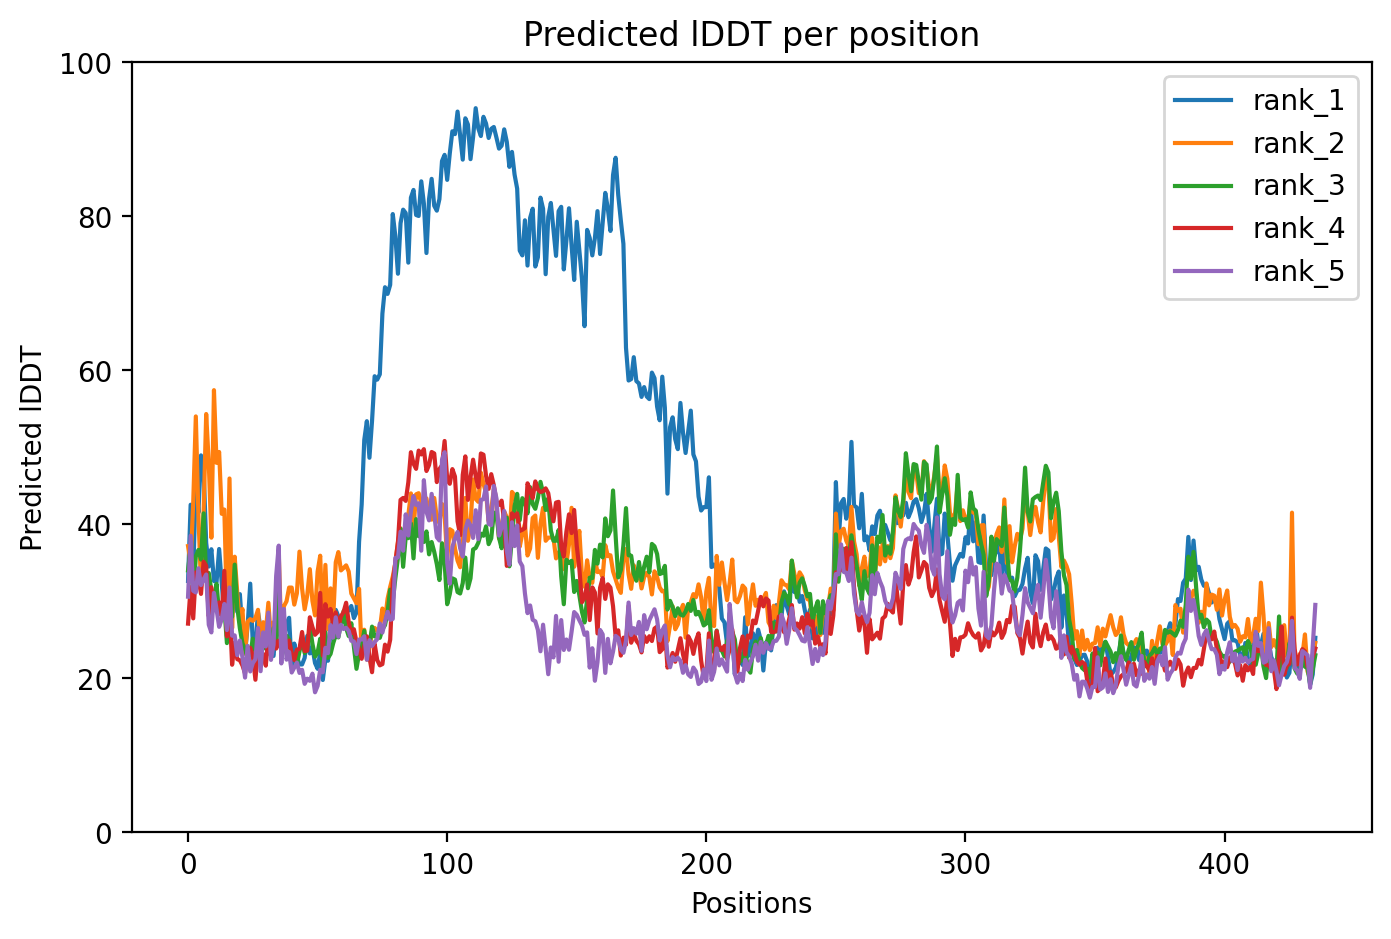 Predicted lDDT per position
100
80
60
40
20
0
Predicted lDDT
0 100 200 300 400
Positions
rank_1
rank_2
rank_3
rank_4
rank_5